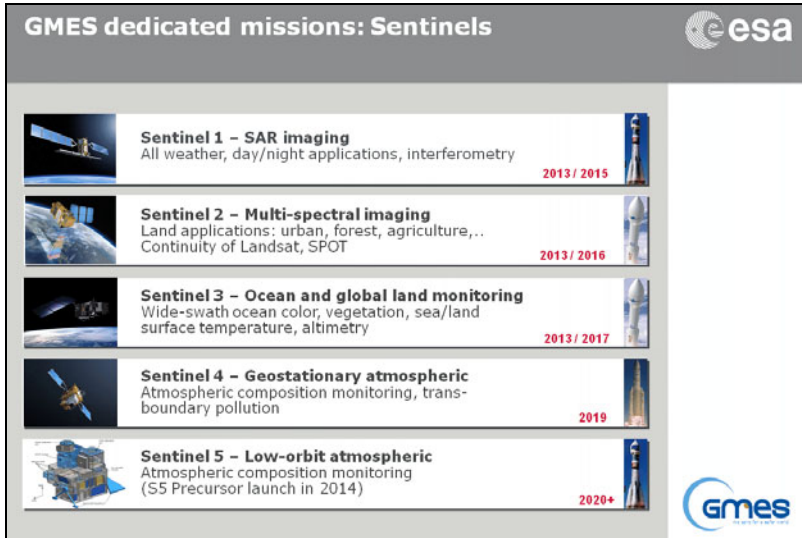 GMES dedicated missions: Sentinels
esa
Sentinel 1 – SAR imaging
All weather, day/night applications, interferometry
2013 / 2015
Sentinel 2 – Multi-spectral imaging
Land applications: urban, forest, agriculture,..
Continuity of Landsat, SPOT
2013 / 2016
Sentinel 3 – Ocean and global land monitoring
Wide-swath ocean color, vegetation, sea/land
surface temperature, altimetry
2013 / 2017
Sentinel 4 – Geostationary atmospheric
Atmospheric composition monitoring, trans-
boundary pollution
2019
Sentinel 5 – Low-orbit atmospheric
Atmospheric composition monitoring
(S5 Precursor launch in 2014)
2020+
GMES